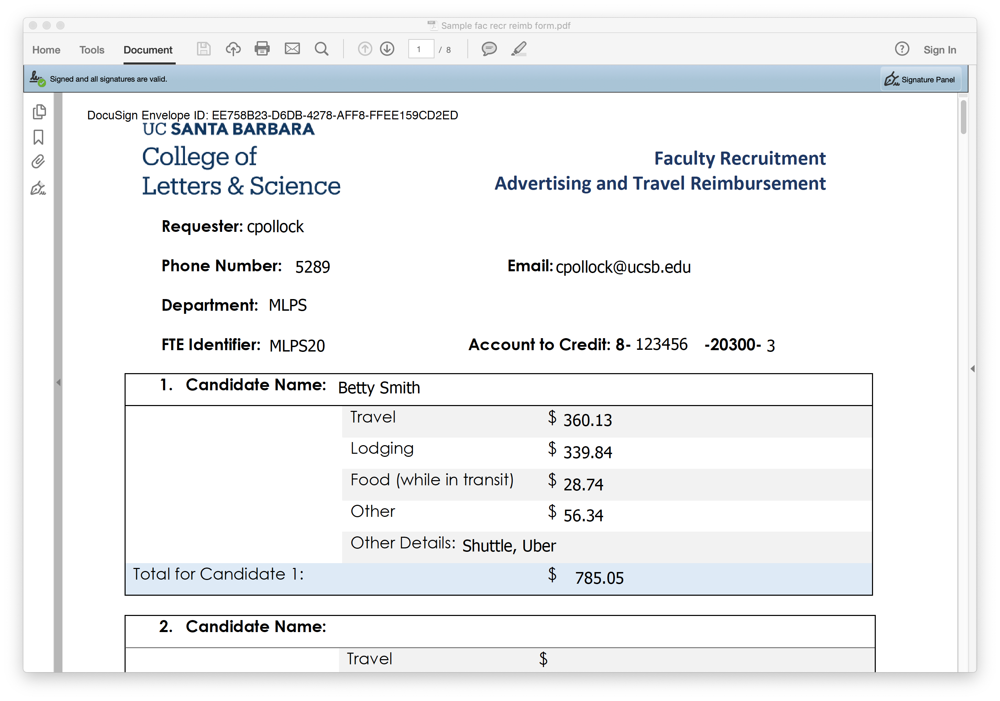 Sample fac recr reimb form.pdf
Home Tools Document 1 / 8 Sign In
Signed and all signatures are valid. Signature Panel
DocuSign Envelope ID: EE758B23-D6DB-4278-AFF8-FFEE159CD2ED
UC SANTA BARBARA
College of
Letters & Science
Faculty Recruitment
Advertising and Travel Reimbursement
Requester: cpollock
Phone Number: 5289 Email: cpollock@ucsb.edu
Department: MLPS
FTE Identifier: MLPS20 Account to Credit: 8- 123456 -20300- 3
1. Candidate Name: Betty Smith
Travel $ 360.13
Lodging $ 339.84
Food (while in transit) $ 28.74
Other $ 56.34
Other Details: Shuttle, Uber
Total for Candidate 1: $ 785.05
2. Candidate Name:
Travel $